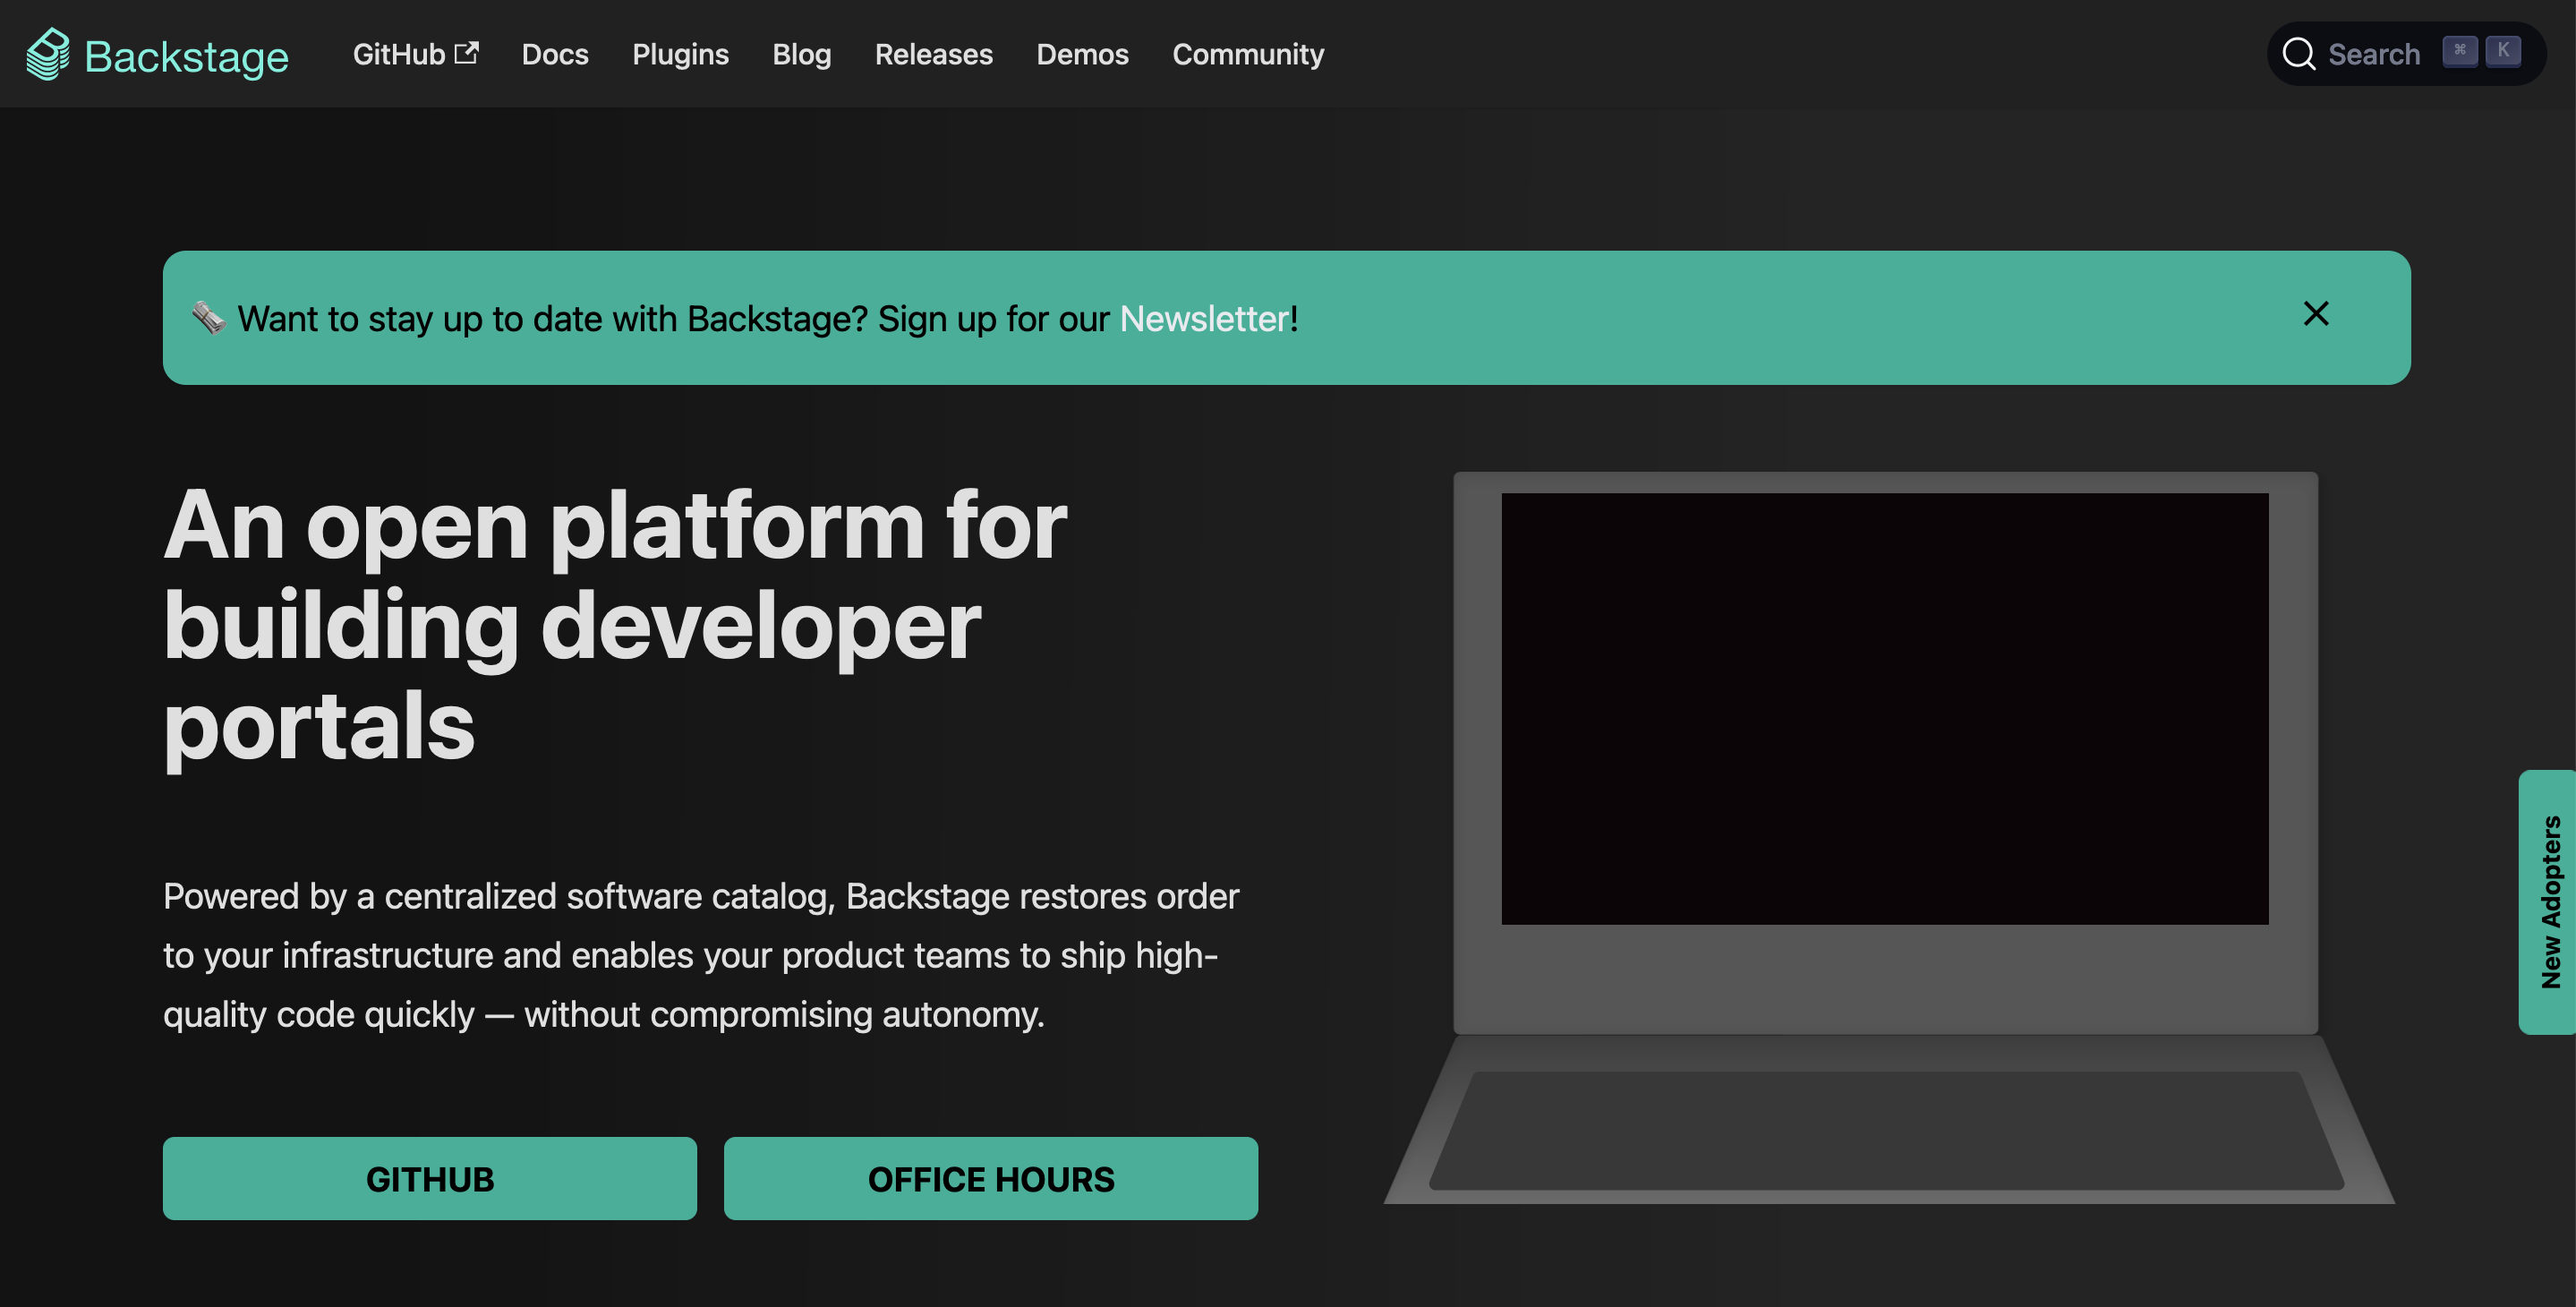 Backstage
GitHub Docs Plugins Blog Releases Demos Community
Search ⌘ K
Want to stay up to date with Backstage? Sign up for our Newsletter!
An open platform for
building developer
portals
Powered by a centralized software catalog, Backstage restores order
to your infrastructure and enables your product teams to ship high-
quality code quickly — without compromising autonomy.
GITHUB
OFFICE HOURS
New Adopters